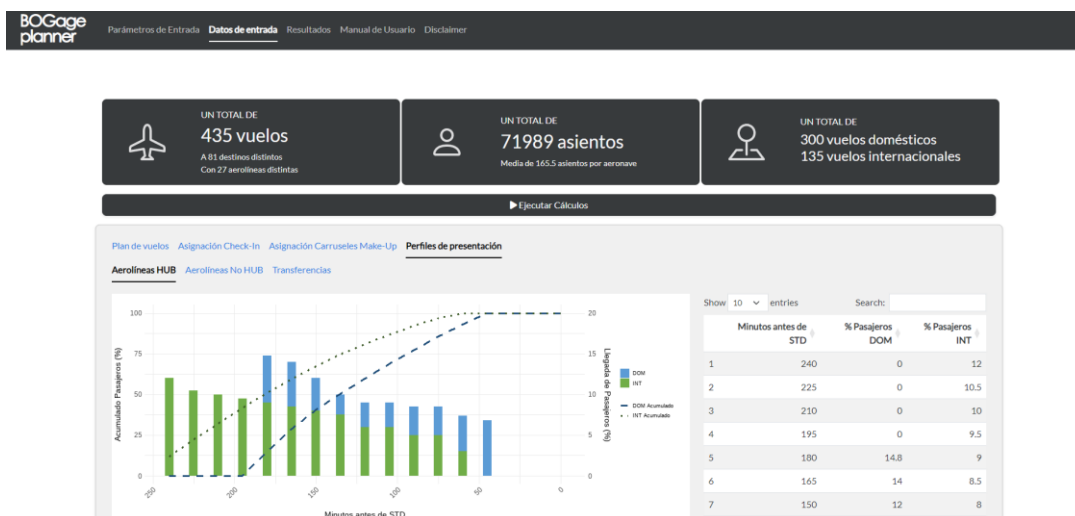 BOGage
planner
Parámetros de Entrada Datos de entrada Resultados Manual de Usuario Disclaimer
UN TOTAL DE
435 vuelos
A 81 destinos distintos
Con 27 aerolíneas distintas
UN TOTAL DE
71989 asientos
Media de 165.5 asientos por aeronave
UN TOTAL DE
300 vuelos domésticos
135 vuelos internacionales
Ejecutar Cálculos
Plan de vuelos Asignación Check-In Asignación Carruseles Make-Up Perfiles de presentación
Aerolíneas HUB Aerolíneas No HUB Transferencias
Acumulado Pasajeros (%)
100
75
50
25
0
20
15
10
5
0
Llegada de Pasajeros (%)
250 200 150 100 50 0
Minutos antes de STD
DOM
INT
DOM Acumulado
INT Acumulado
Show 10 entries Search:
Minutos antes de STD % Pasajeros DOM % Pasajeros INT
1 240 0 12
2 225 0 10.5
3 210 0 10
4 195 0 9.5
5 180 14.8 9
6 165 14 8.5
7 150 12 8